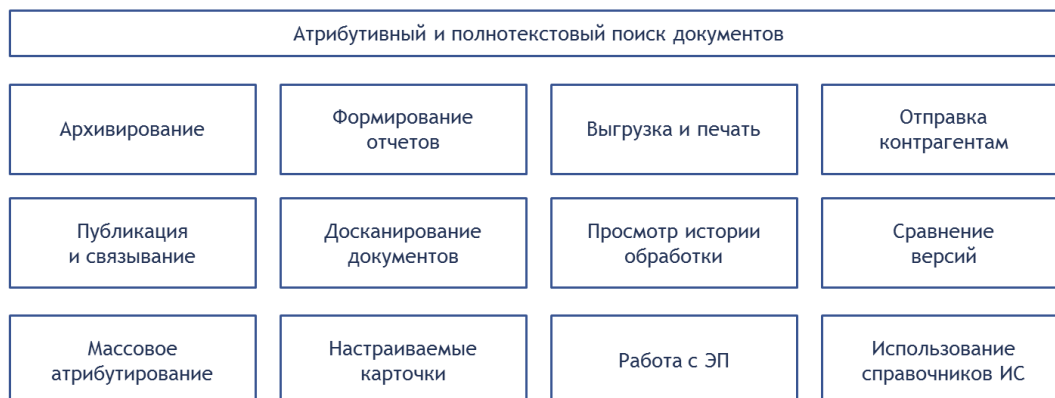 Атрибутивный и полнотекстовый поиск документов
Архивирование
Формирование
отчетов
Выгрузка и печать
Отправка
контрагентам
Публикация
и связывание
Досканирование
документов
Просмотр истории
обработки
Сравнение
версий
Массовое
атрибутирование
Настраиваемые
карточки
Работа с ЭП
Использование
справочников ИС